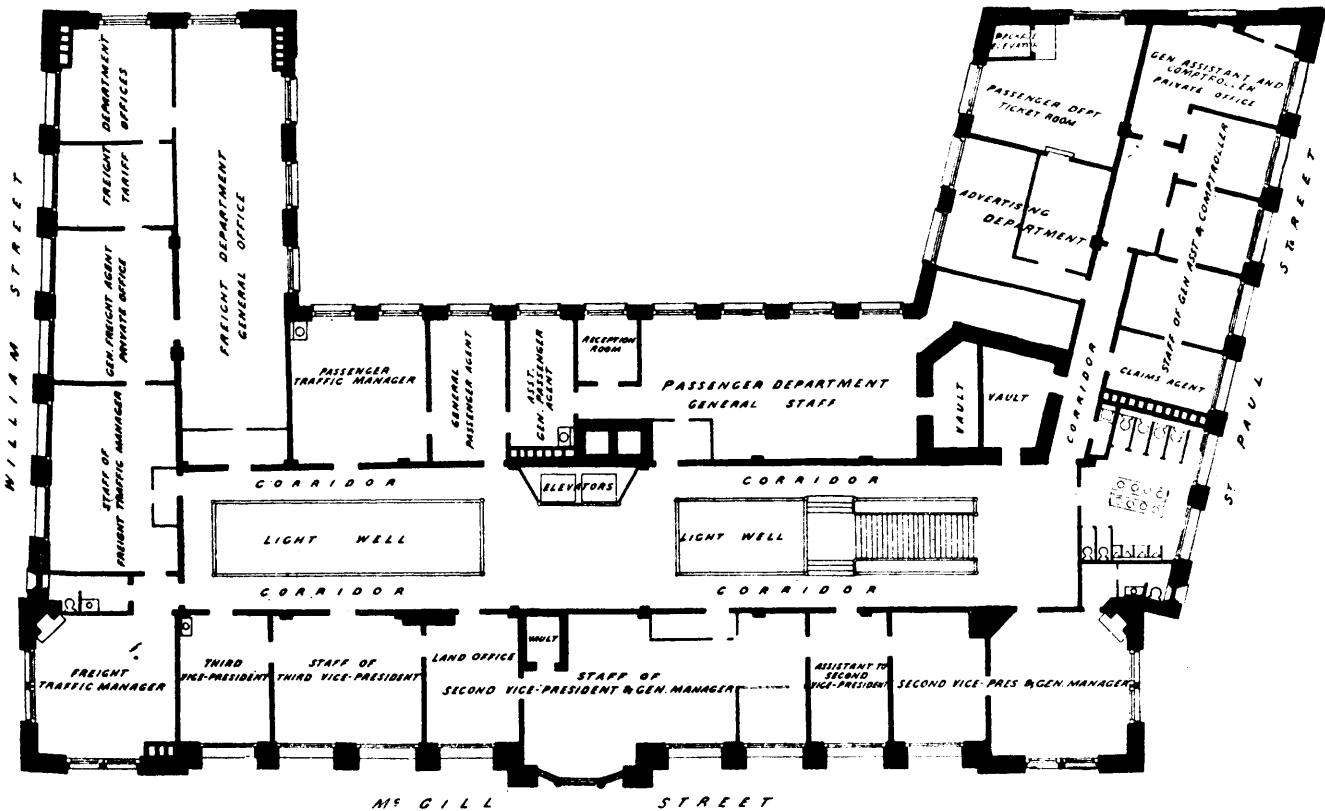 FREIGHT DEPARTMENT
TARIFF OFFICES
FREIGHT DEPARTMENT
GENERAL OFFICE
GEN. FREIGHT AGENT
PRIVATE OFFICE
STAFF OF
FREIGHT TRAFFIC MANAGER
WILLIAM STREET
PACKAGE
ELEVATOR
PASSENGER DEPT
TICKET ROOM
GEN ASSISTANT AND
COMPTROLLER
PRIVATE OFFICE
ADVERTISING
DEPARTMENT
STAFF OF GEN ASST & COMPTROLLER
CLAIMS AGENT
ST. PAUL STREET
PASSENGER
TRAFFIC MANAGER
GENERAL
PASSENGER AGENT
ASST.
GEN. PASSENGER
AGENT
RECEPTION
ROOM
PASSENGER DEPARTMENT
GENERAL STAFF
VAULT
VAULT
CORRIDOR
CORRIDOR
ELEVATORS
CORRIDOR
LIGHT WELL
LIGHT WELL
CORRIDOR
CORRIDOR
FREIGHT
TRAFFIC MANAGER
THIRD
VICE-PRESIDENT
STAFF OF
THIRD VICE-PRESIDENT
LAND OFFICE
VAULT
STAFF OF
SECOND VICE-PRESIDENT & GEN. MANAGER
ASSISTANT TO
SECOND
VICE-PRESIDENT
SECOND VICE-PRES & GEN. MANAGER
Mc GILL STREET